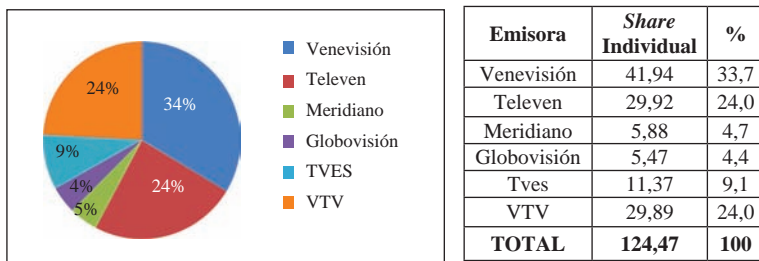 34%
24%
5%
4%
9%
24%
Venevisión
Televen
Meridiano
Globovisión
TVES
VTV
Emisora Share Individual %
Venevisión 41,94 33,7
Televen 29,92 24,0
Meridiano 5,88 4,7
Globovisión 5,47 4,4
Tves 11,37 9,1
VTV 29,89 24,0
TOTAL 124,47 100